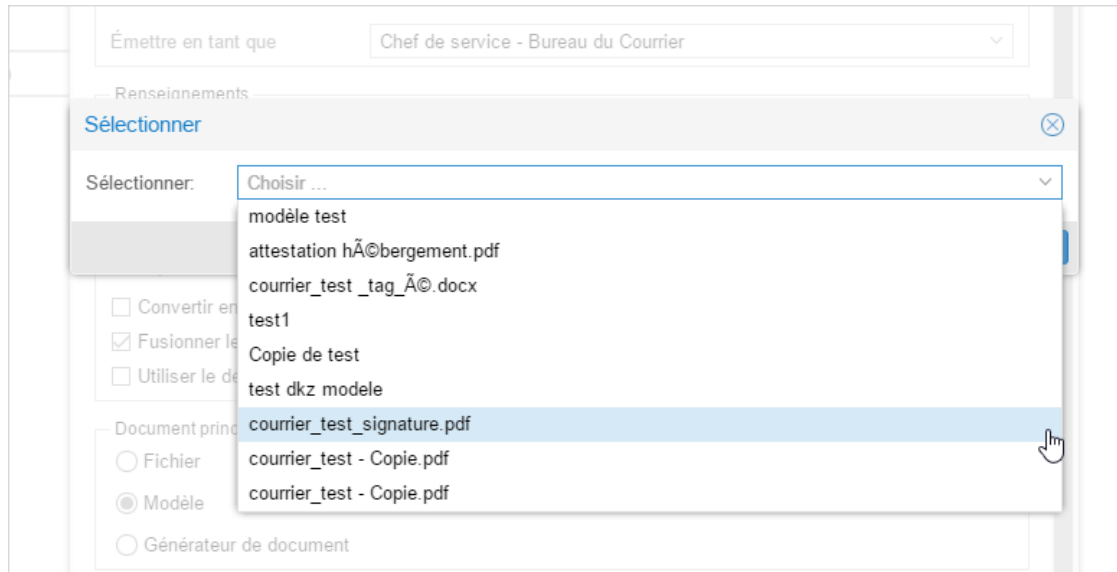 Émettre en tant que Chef de service - Bureau du Courrier
Renseignements
Sélectionner
Sélectionner: Choisir ...
modèle test
attestation hÃ©bergement.pdf
courrier_test _tag_Ã©.docx
Convertir en
test1
Fusionner le
Copie de test
Utiliser le de
test dkz modele
Document princ
courrier_test_signature.pdf
Fichier
courrier_test - Copie.pdf
Modèle
courrier_test - Copie.pdf
Générateur de document